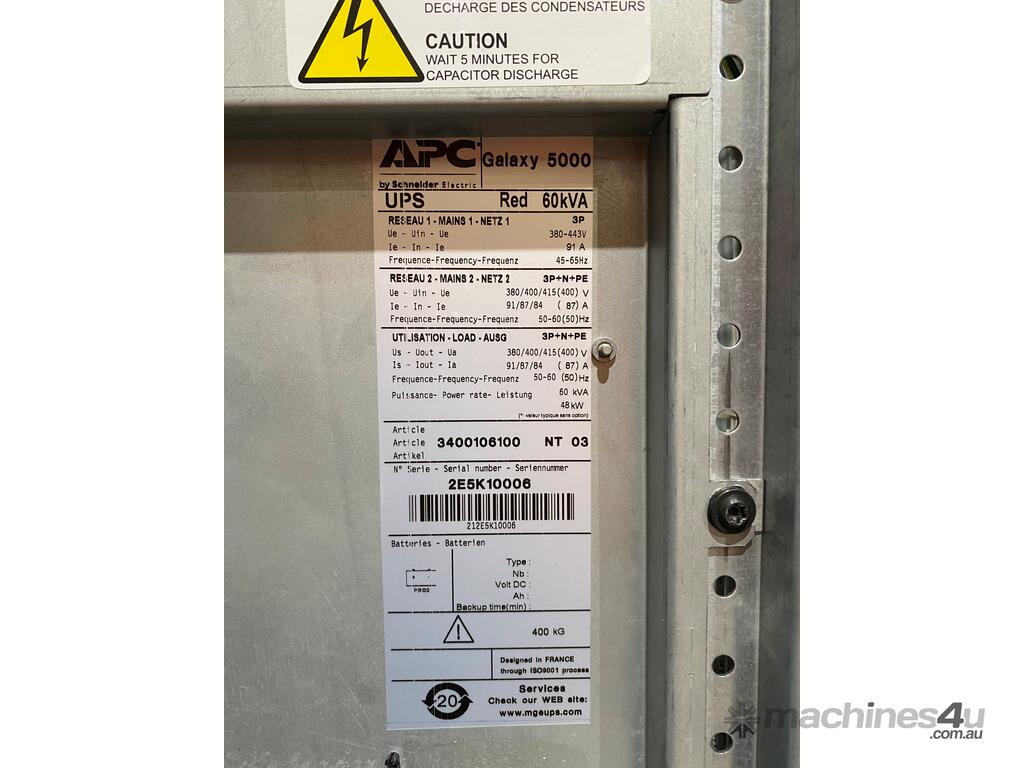 DECHARGE DES CONDENSATEURS
CAUTION
WAIT 5 MINUTES FOR
CAPACITOR DISCHARGE
APC Galaxy 5000
by Schneider Electric
UPS Red 60kVA
RESEAU 1 - MAINS 1 - NETZ 1 3P
Ue - Uin - Ue 380-443V
Ie - In - Ie 91 A
Frequence-Frequency-Frequenz 45-65Hz
RESEAU 2 - MAINS 2 - NETZ 2 3P+N+PE
Ue - Uin - Ue 380/400/415(400) V
Ie - In - Ie 91/87/84 ( 87) A
Frequence-Frequency-Frequenz 50-60(50)Hz
UTILISATION - LOAD - AUSG 3P+N+PE
Us - Uout - Ua 380/400/415(400) V
Is - Iout - Ia 91/87/84 ( 87) A
Frequence-Frequency-Frequenz 50-60 (50)Hz
Puissance- Power rate- Leistung 60 kVA
48 kW
(*: valeur typique sans option)
Article
Article 3400106100 NT 03
Artikel
N° Serie - Serial number - Seriennummer
2E5K10006
212E5K10006
Batteries - Batterien
Type :
Nb :
Volt DC :
Ah :
Backup time(min) :
PB02
400 kG
Designed in FRANCE
through ISO9001 process
20
Services
Check our WEB site:
www.mgeups.com
machines4u
.com.au